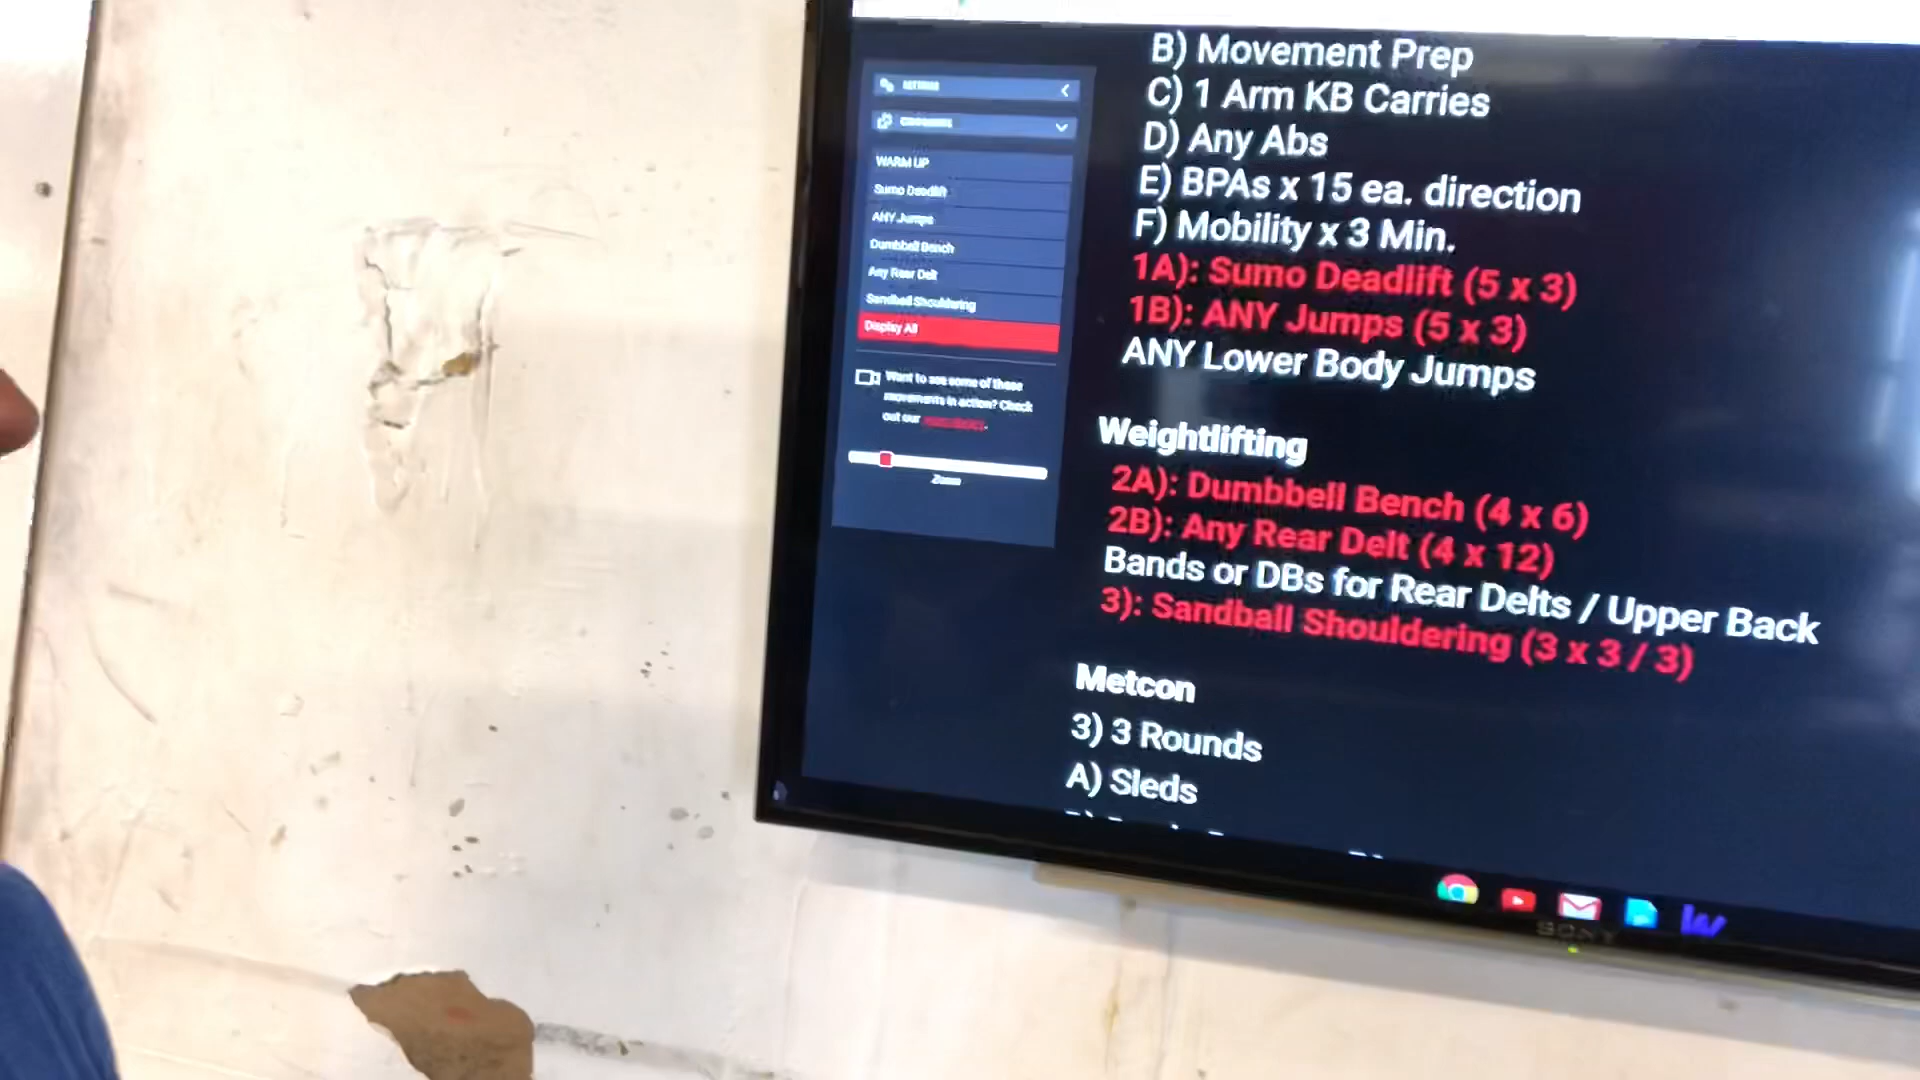 B) Movement Prep
C) 1 Arm KB Carries
D) Any Abs
E) BPAs x 15 ea. direction
F) Mobility x 3 Min.
1A): Sumo Deadlift (5 x 3)
1B): ANY Jumps (5 x 3)
ANY Lower Body Jumps
Weightlifting
2A): Dumbbell Bench (4 x 6)
2B): Any Rear Delt (4 x 12)
Bands or DBs for Rear Delts / Upper Back
3): Sandball Shouldering (3 x 3 / 3)
Metcon
3) 3 Rounds
A) Sleds
WARM UP
Sumo Deadlift
ANY Jumps
Dumbbell Bench
Any Rear Delt
Sandball Shouldering
Display All
Want to see some of these
movements in action? Check
out our
Zoom
SONY